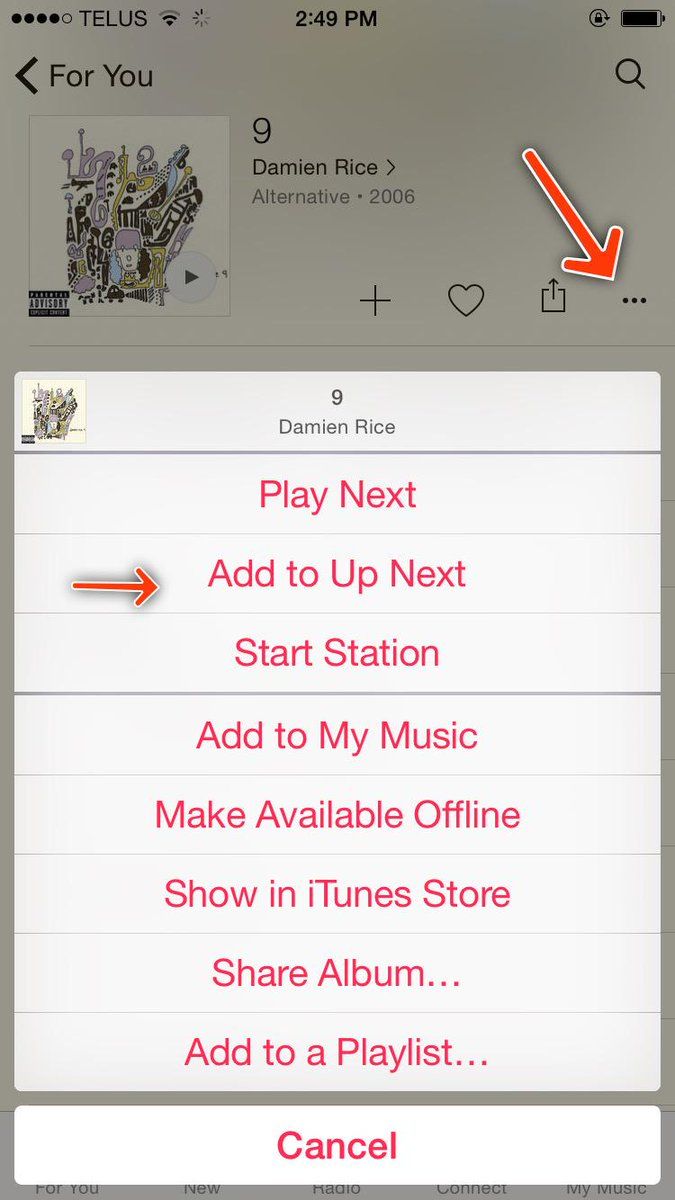 TELUS 2:49 PM
For You
9
Damien Rice
Alternative • 2006
PARENTAL
ADVISORY
EXPLICIT CONTENT
9
Damien Rice
Play Next
Add to Up Next
Start Station
Add to My Music
Make Available Offline
Show in iTunes Store
Share Album...
Add to a Playlist...
Cancel
For You New Radio Connect My Music